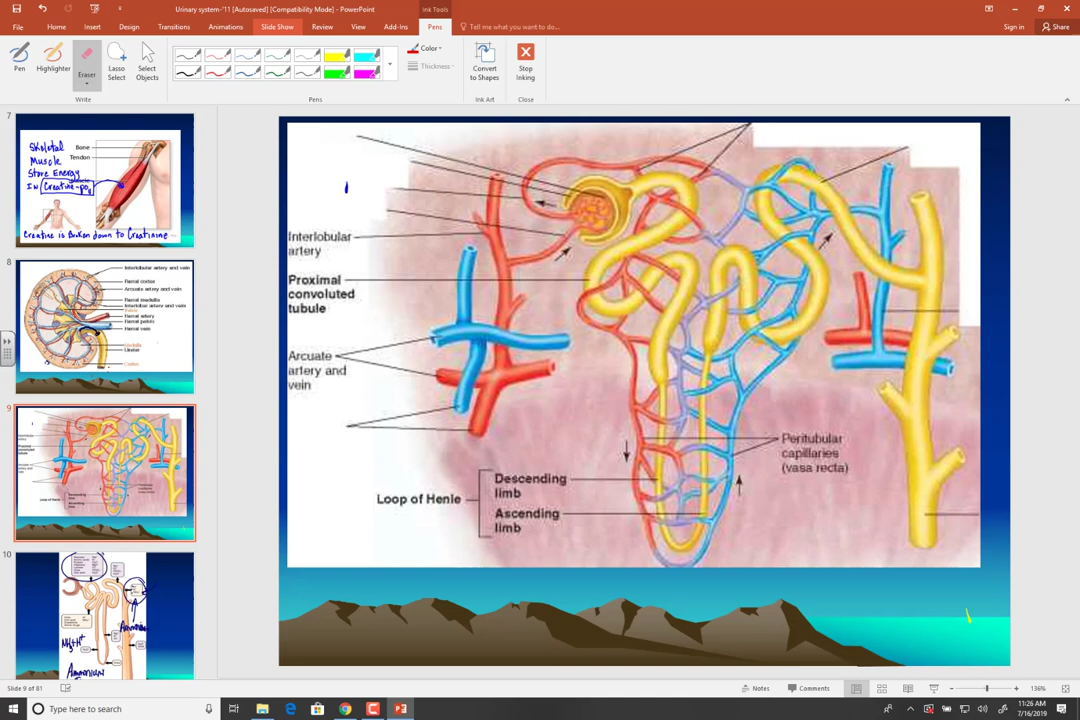 Urinary system-'11 [Autosaved] [Compatibility Mode] - PowerPoint
Ink Tools
File Home Insert Design Transitions Animations Slide Show Review View Add-Ins Pens Tell me what you want to do...
Sign in Share
Pen
Highlighter
Eraser
Lasso Select
Select Objects
Color
Thickness
Convert to Shapes
Stop Inking
Write
Pens
Ink Art
Close
7
Skeletal
Muscle
Store Energy
In Creatine-PO4
Bone
Tendon
Creatine is Broken down to Creatinine
8
Interlobular artery and vein
Renal cortex
Arcuate artery and vein
Renal medulla
Interlobar artery and vein
Renal artery
Renal pelvis
Renal vein
Ureter
9
10
NH3+H+
Ammonium
Interlobular
artery
Proximal
convoluted
tubule
Arcuate
artery and
vein
Loop of Henle
Descending
limb
Ascending
limb
Peritubular
capillaries
(vasa recta)
Slide 9 of 81
Notes
Comments
136%
Type here to search
11:26 AM
7/16/2019